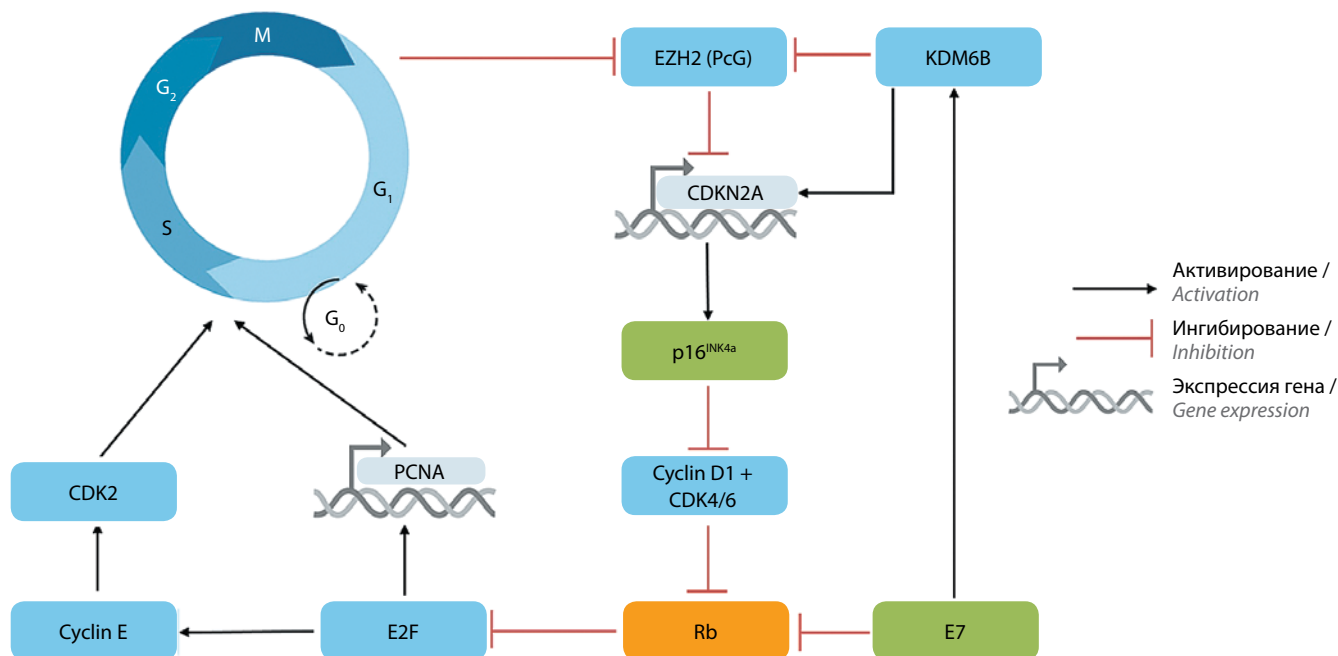 M
EZH2 (PcG)
KDM6B
G2
G1
CDKN2A
S
G0
Активирование /
Activation
p16INK4a
Ингибирование /
Inhibition
Экспрессия гена /
Gene expression
CDK2
PCNA
Cyclin D1 +
CDK4/6
Cyclin E
E2F
Rb
E7